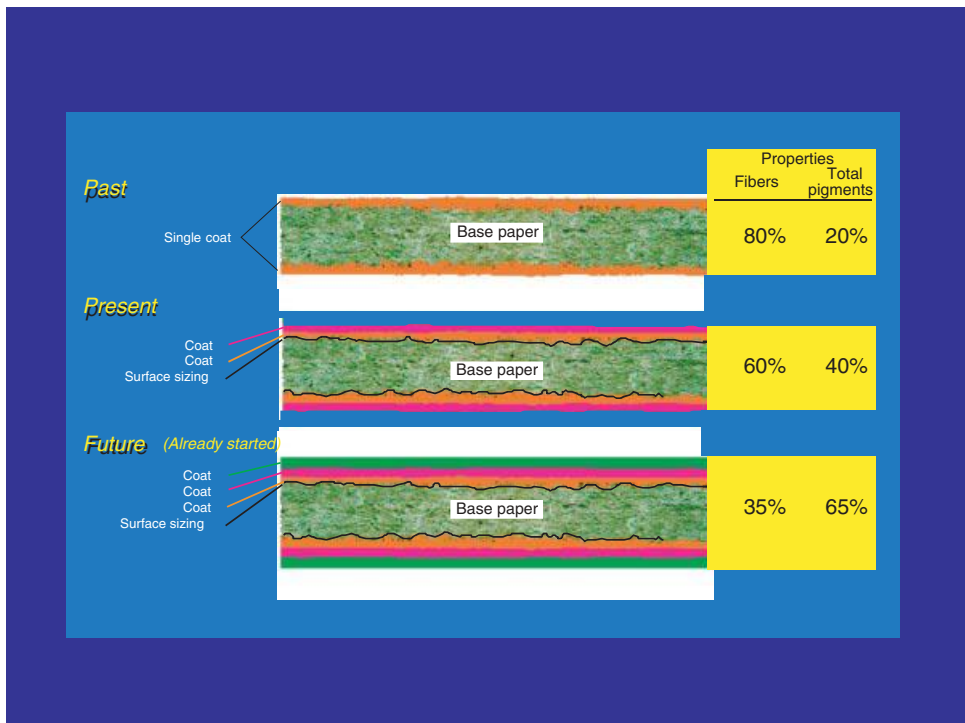 Properties
Fibers Total pigments
Past
Single coat
Base paper
80% 20%
Present
Coat
Coat
Surface sizing
Base paper
60% 40%
Future (Already started)
Coat
Coat
Coat
Surface sizing
Base paper
35% 65%